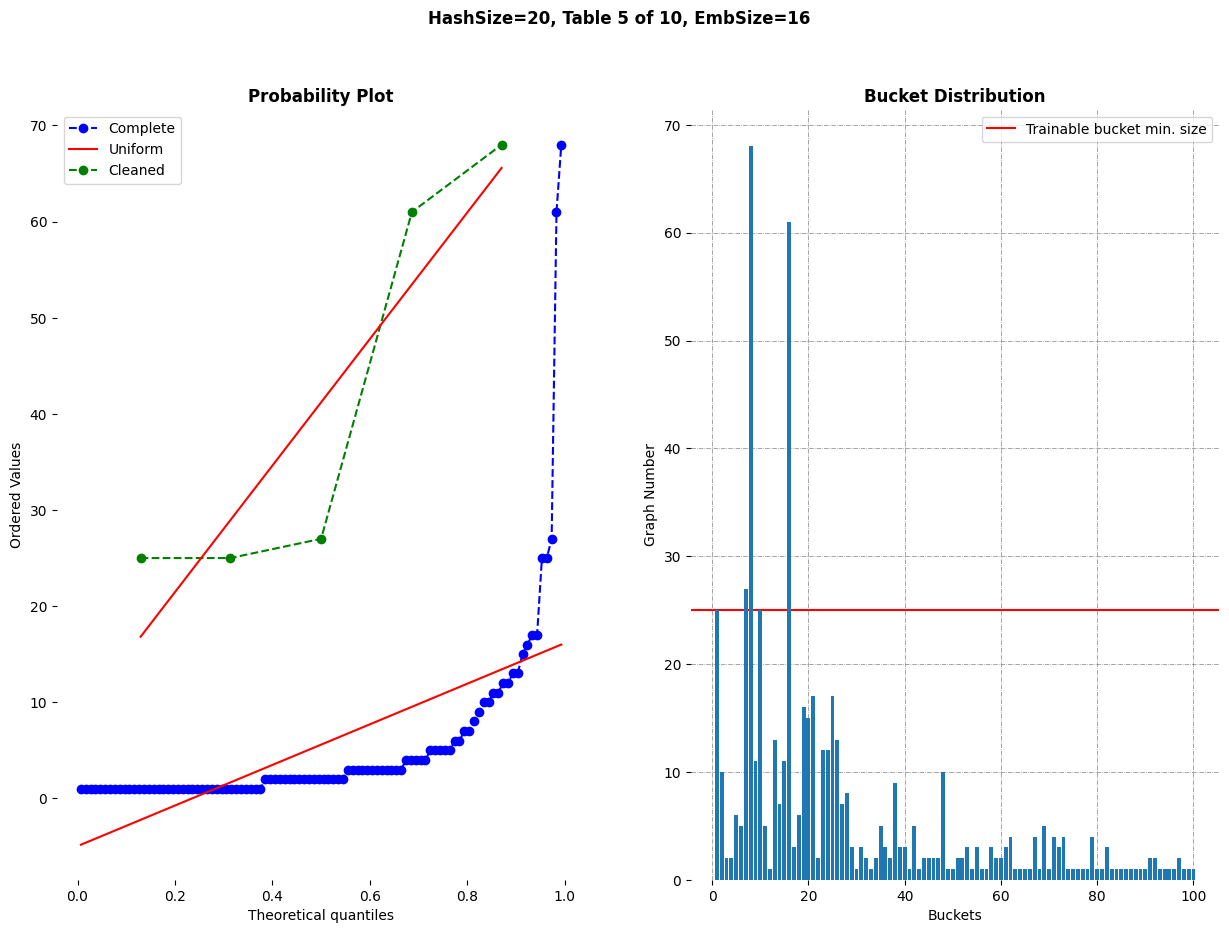 HashSize=20, Table 5 of 10, EmbSize=16
Probability Plot
Complete
Uniform
Cleaned
70
60
50
40
30
20
10
0
Ordered Values
0.0 0.2 0.4 0.6 0.8 1.0
Theoretical quantiles
Bucket Distribution
Trainable bucket min. size
70
60
50
40
30
20
10
0
Graph Number
0 20 40 60 80 100
Buckets